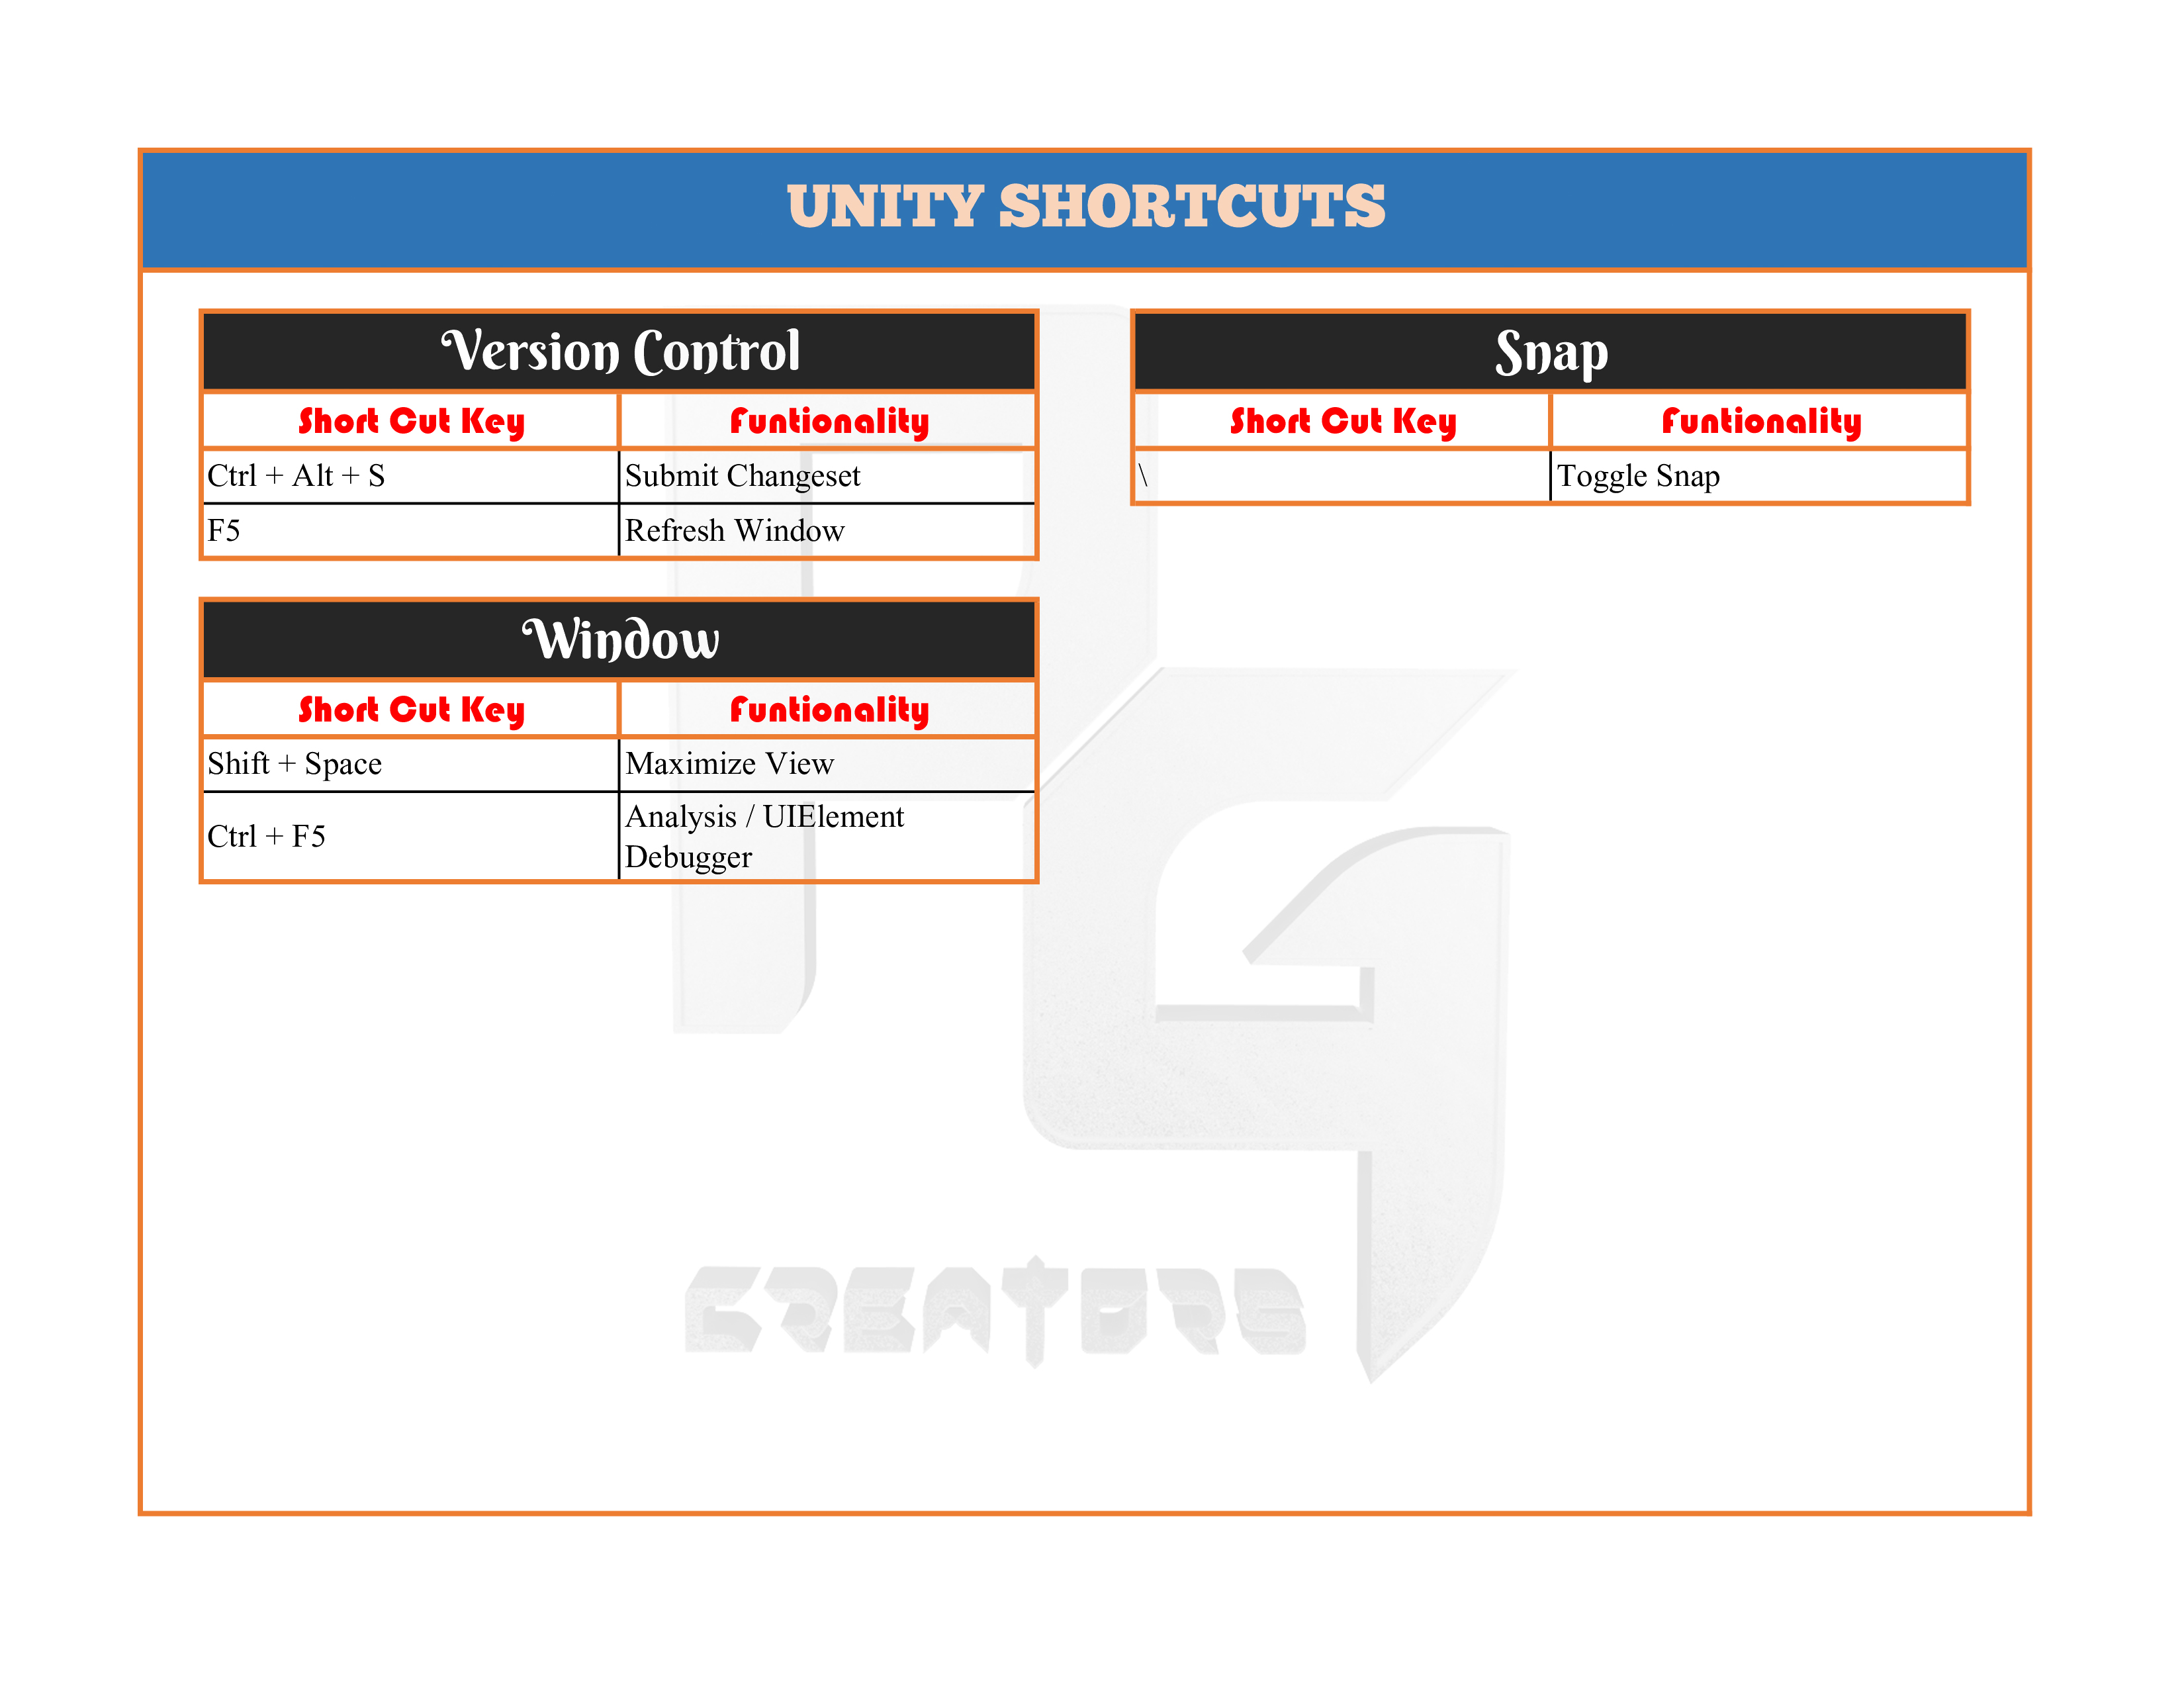 UNITY SHORTCUTS
Version Control
Short Cut Key Funtionality
Ctrl + Alt + S Submit Changeset
F5 Refresh Window
Window
Short Cut Key Funtionality
Shift + Space Maximize View
Ctrl + F5 Analysis / UIElement
Debugger
Snap
Short Cut Key Funtionality
\ Toggle Snap
PG
CREATORS